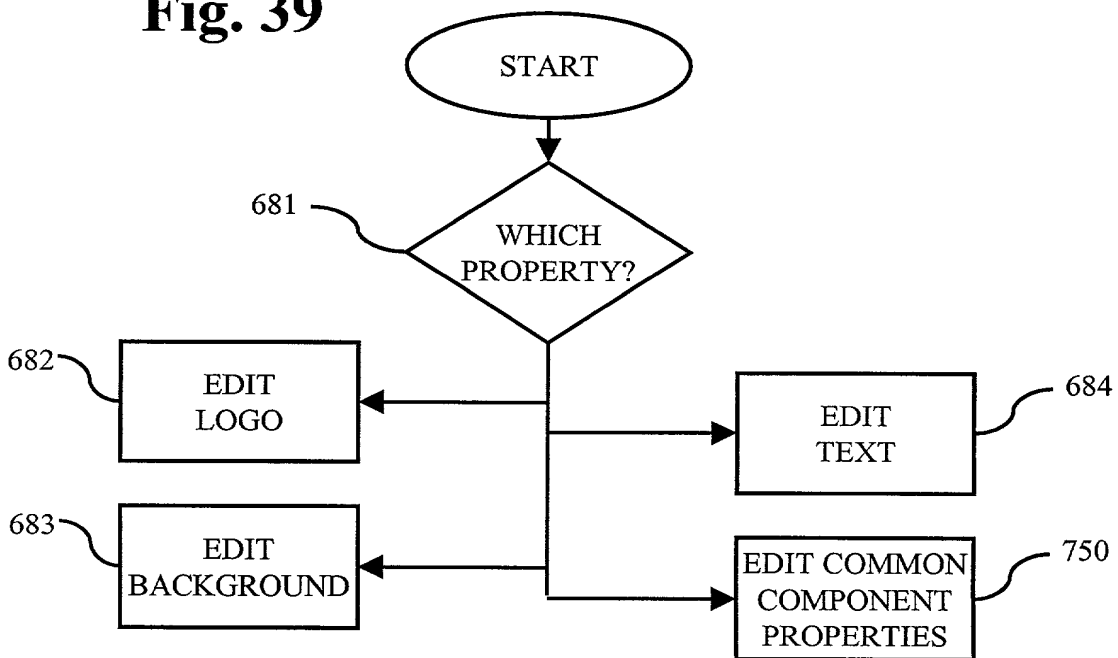 Fig. 39
START
681
WHICH
PROPERTY?
682
EDIT
LOGO
684
EDIT
TEXT
683
EDIT
BACKGROUND
750
EDIT COMMON
COMPONENT
PROPERTIES